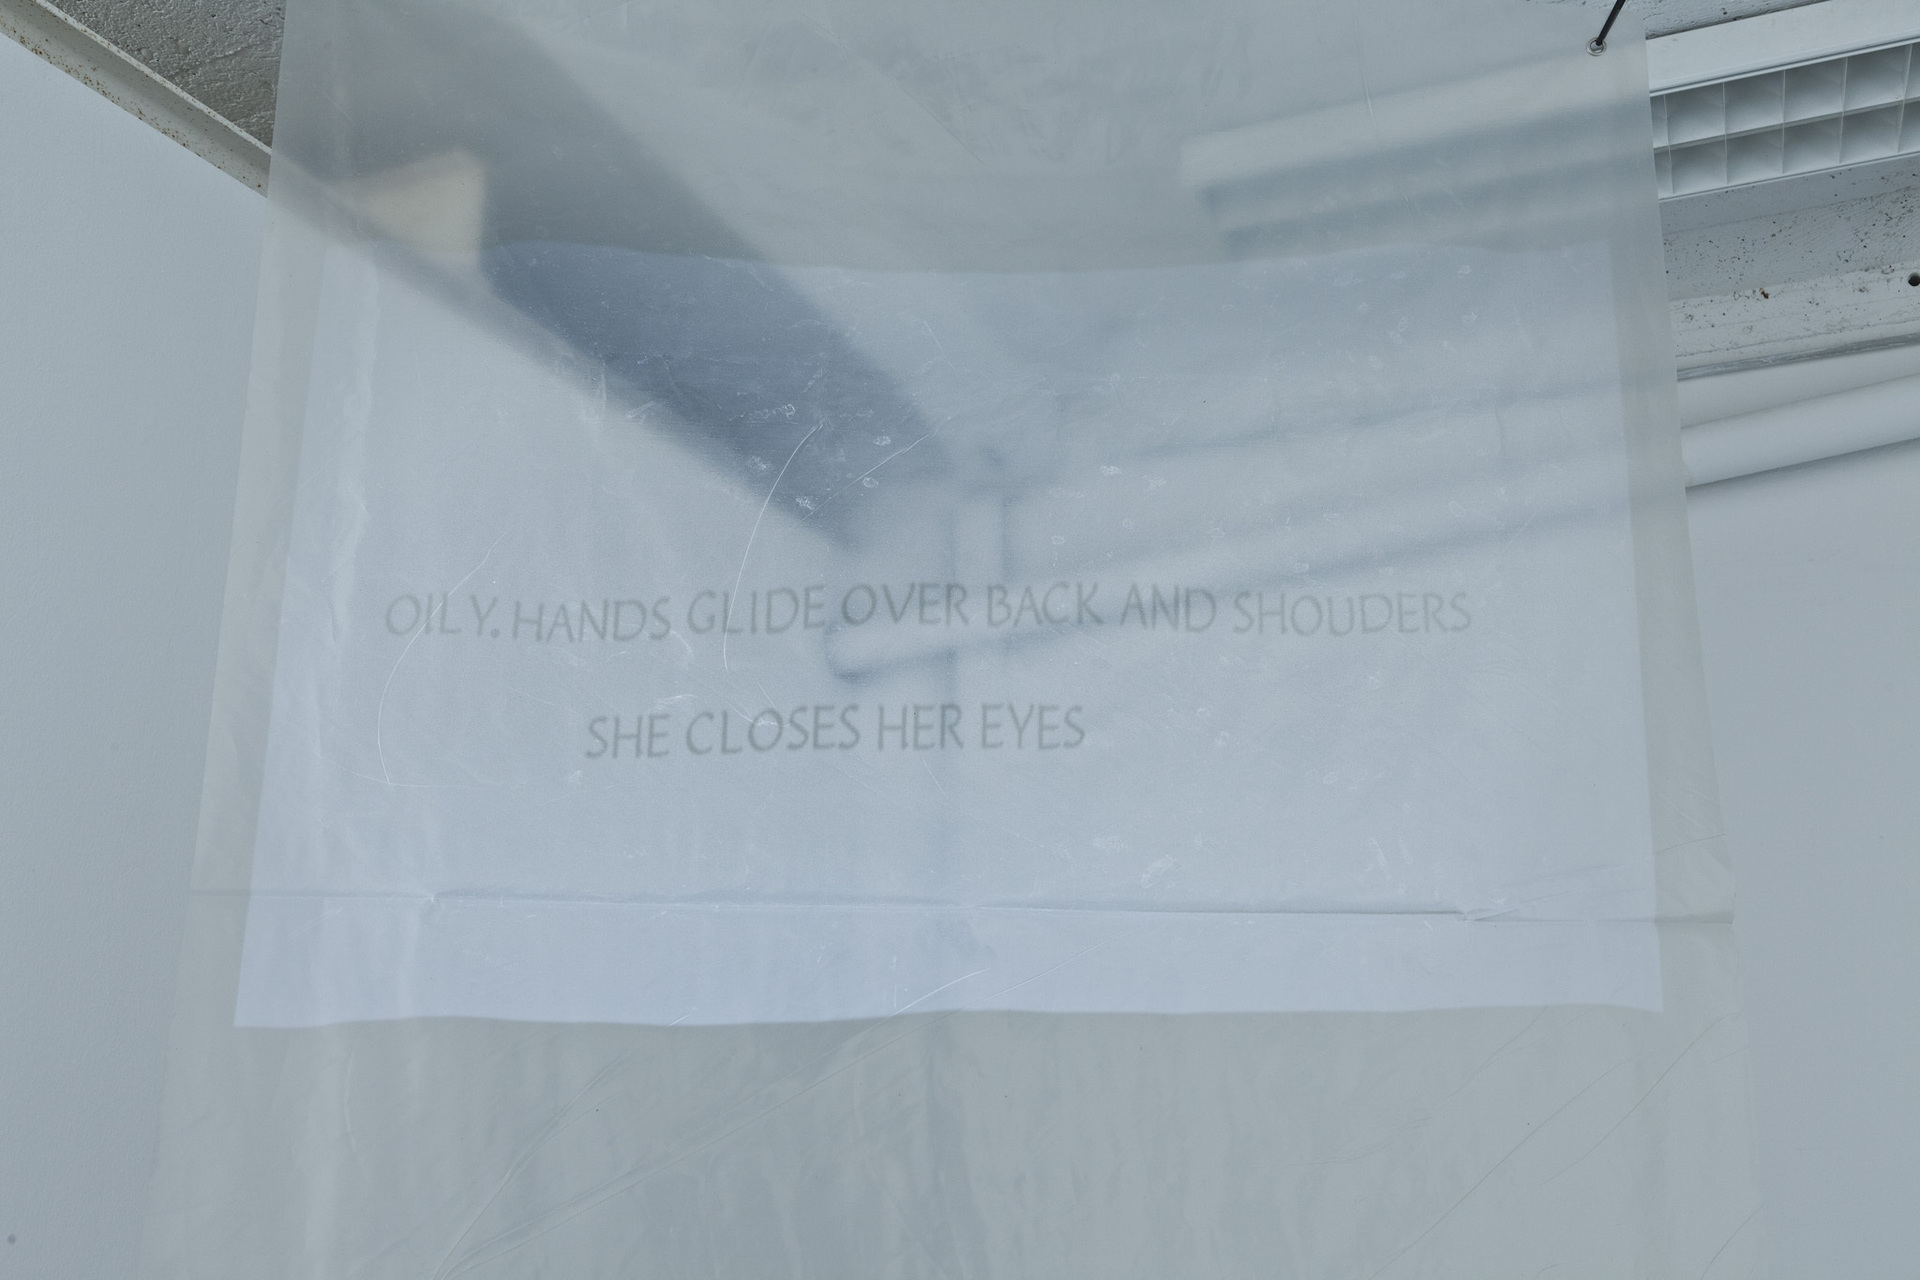 OILY. HANDS GLIDE OVER BACK AND SHOUDERS
SHE CLOSES HER EYES